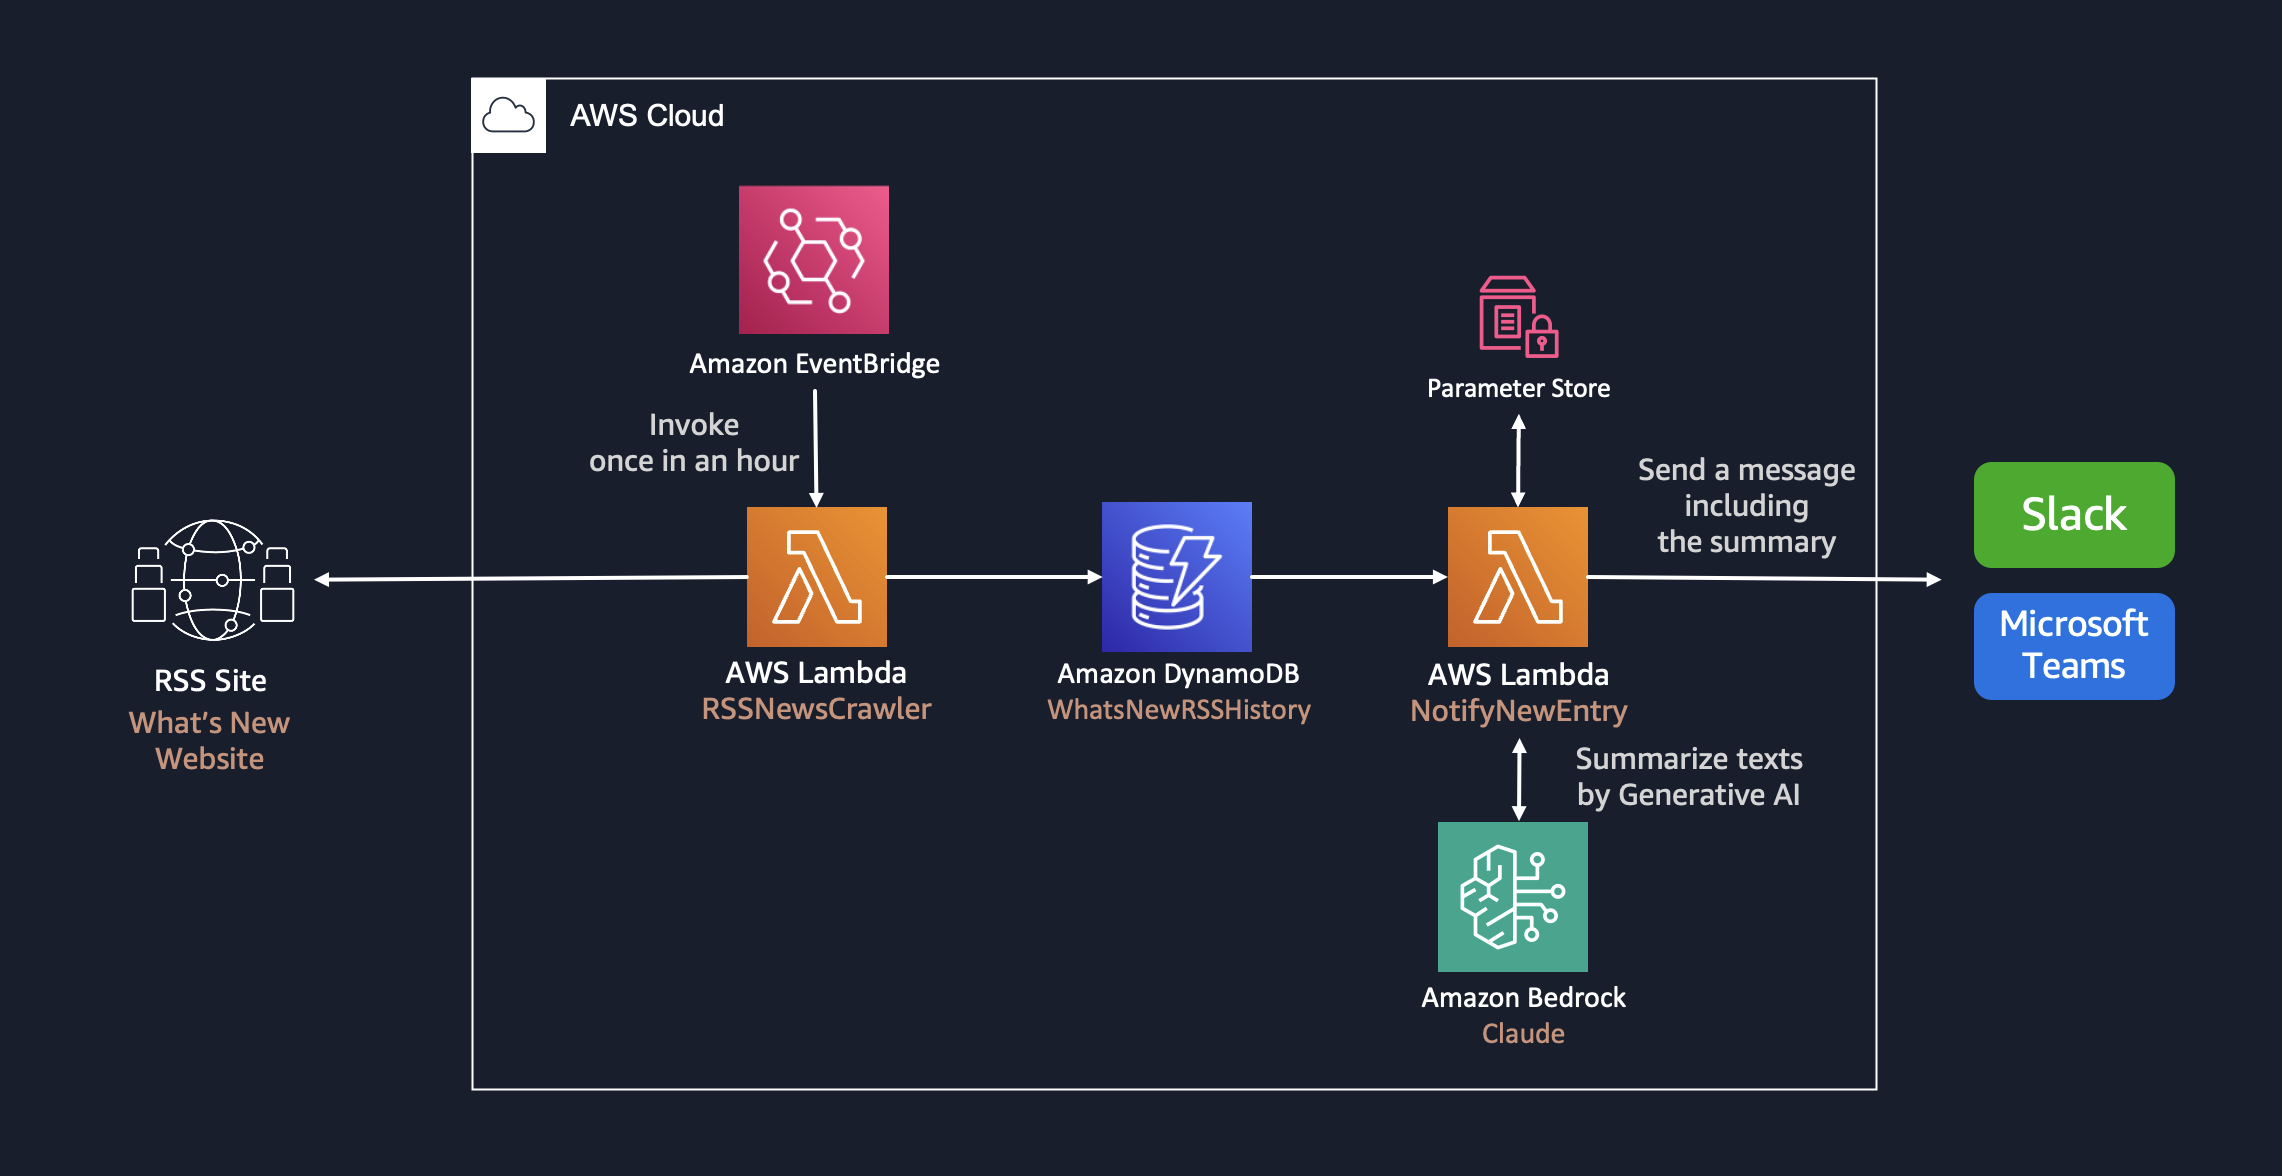 AWS Cloud
Amazon EventBridge
Invoke
once in an hour
Parameter Store
Send a message
including
the summary
Slack
Microsoft
Teams
RSS Site
What's New
Website
AWS Lambda
RSSNewsCrawler
Amazon DynamoDB
WhatsNewRSSHistory
AWS Lambda
NotifyNewEntry
Summarize texts
by Generative AI
Amazon Bedrock
Claude